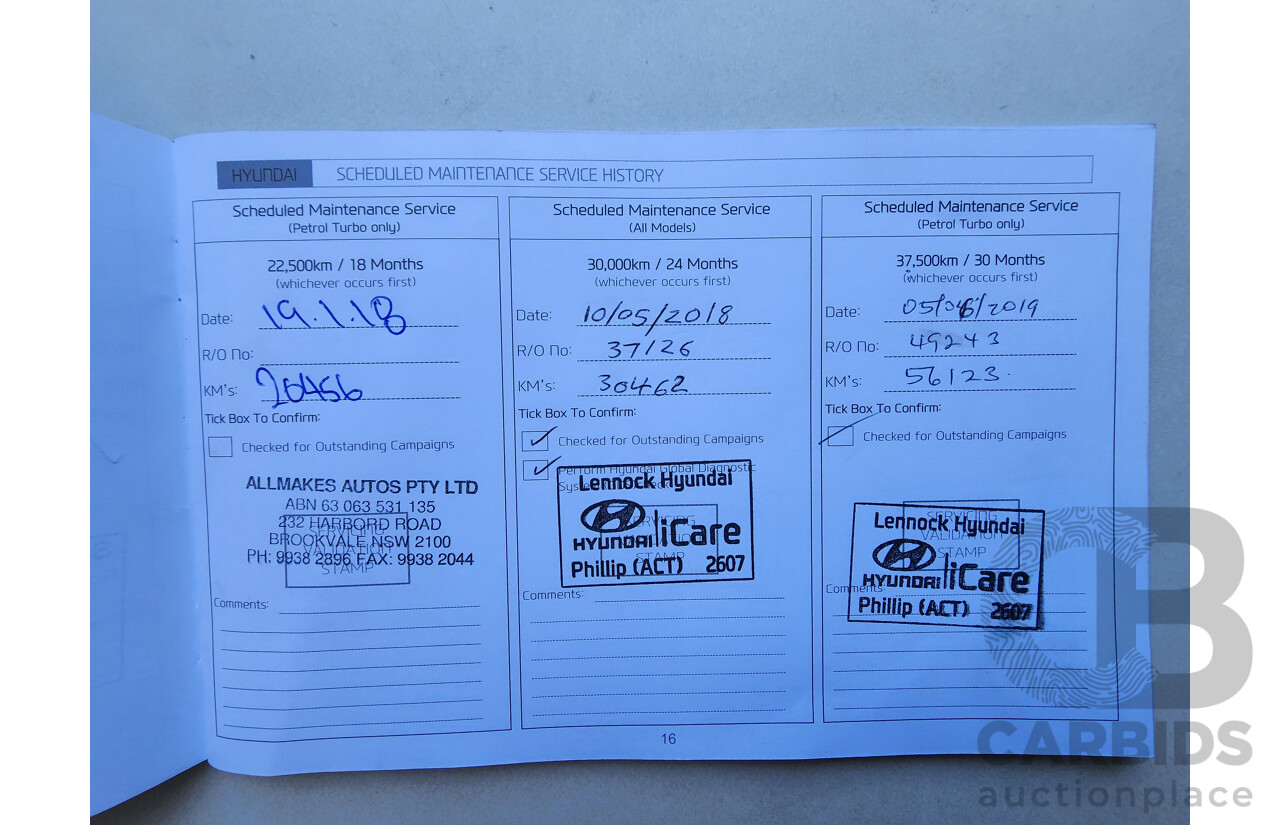 HYUNDAI SCHEDULED MAINTENANCE SERVICE HISTORY
Scheduled Maintenance Service
(Petrol Turbo only)
22,500km / 18 Months
(whichever occurs first)
Date: 19.1.18
R/O No:
KM's: 20456
Tick Box To Confirm:
Checked for Outstanding Campaigns
ALLMAKES AUTOS PTY LTD
ABN 63 063 531 135
232 HARBORD ROAD
BROOKVALE NSW 2100
PH: 9938 2896 FAX: 9938 2044
SERVICING
VALIDATION
STAMP
Comments:
Scheduled Maintenance Service
(All Models)
30,000km / 24 Months
(whichever occurs first)
Date: 10/05/2018
R/O No: 37126
KM's: 30462
Tick Box To Confirm:
Checked for Outstanding Campaigns
Perform Hyundai Global Diagnostic
Lennock Hyundai
HYUNDAI iCare
Phillip (ACT) 2607
STAMP
Comments:
Scheduled Maintenance Service
(Petrol Turbo only)
37,500km / 30 Months
(whichever occurs first)
Date: 05/06/2019
R/O No: 49243
KM's: 56123
Tick Box To Confirm:
Checked for Outstanding Campaigns
SERVICING
VALIDATION
STAMP
Lennock Hyundai
HYUNDAI iCare
Phillip (ACT) 2607
Comments:
16
CARBIDS
auctionplace